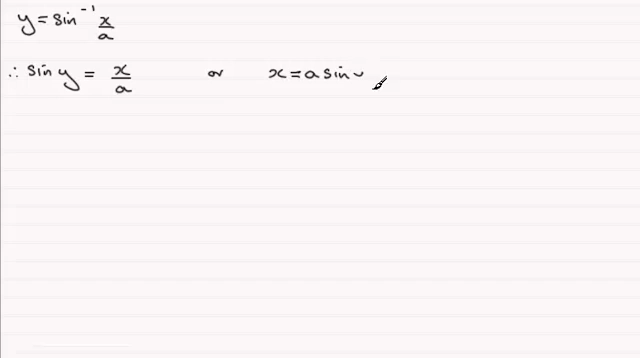 y = sin⁻¹ x/a
∴ sin y = x/a or x = a sin